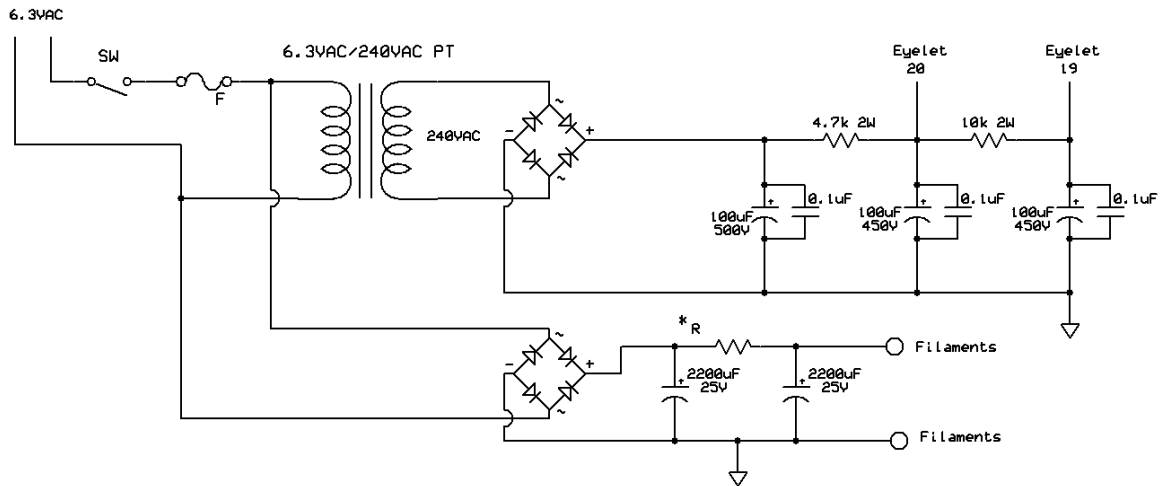 6.3VAC
SW
F
6.3VAC/240VAC PT
240VAC
~
-
+
~
4.7k 2W
Eyelet
20
10k 2W
Eyelet
19
+
100uF
500V
0.1uF
+
100uF
450V
0.1uF
+
100uF
450V
0.1uF
~
-
+
~
*R
+
2200uF
25V
+
2200uF
25V
Filaments
Filaments